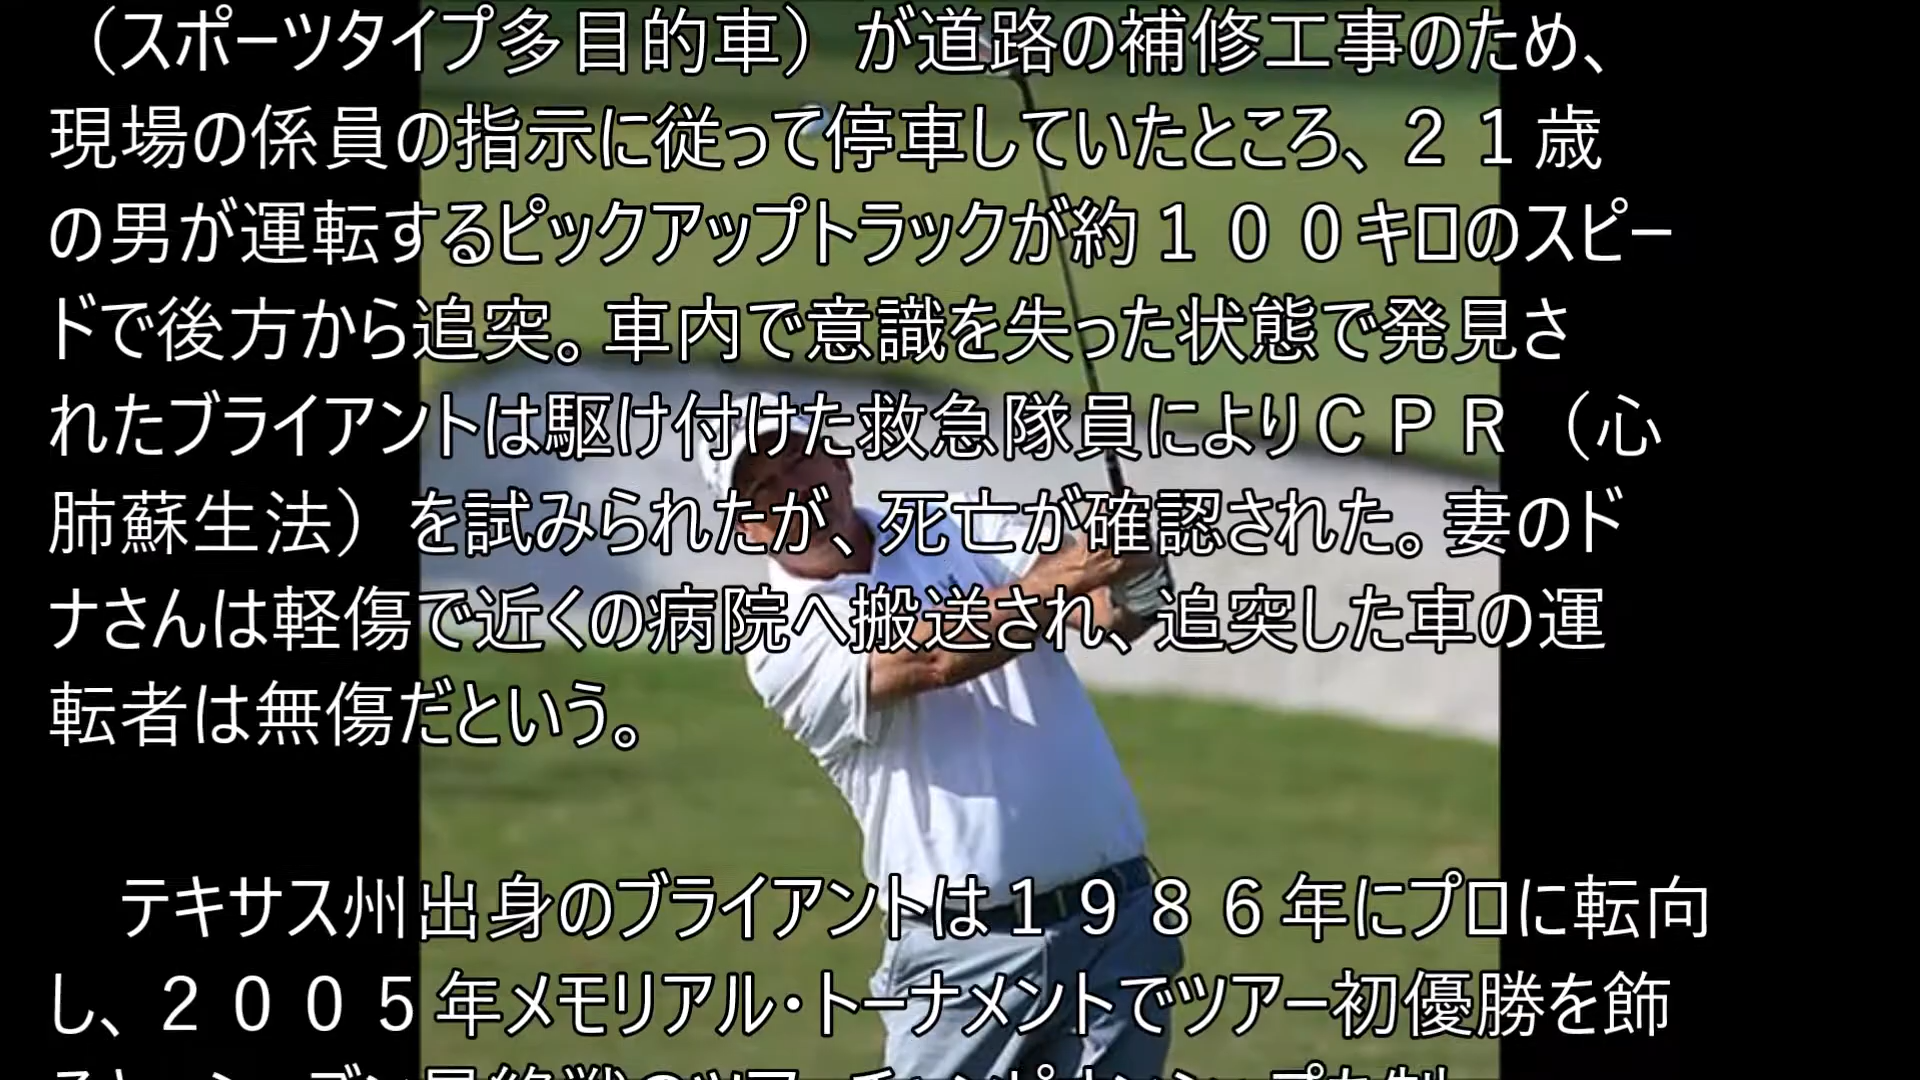 （スポーツタイプ多目的車）が道路の補修工事のため、
現場の係員の指示に従って停車していたところ、２１歳
の男が運転するピックアップトラックが約１００キロのスピー
ドで後方から追突。車内で意識を失った状態で発見さ
れたブライアントは駆け付けた救急隊員によりＣＰＲ（心
肺蘇生法）を試みられたが、死亡が確認された。妻のド
ナさんは軽傷で近くの病院へ搬送され、追突した車の運
転者は無傷だという。
テキサス州出身のブライアントは１９８６年にプロに転向
し、２００５年メモリアル・トーナメントでツアー初優勝を飾